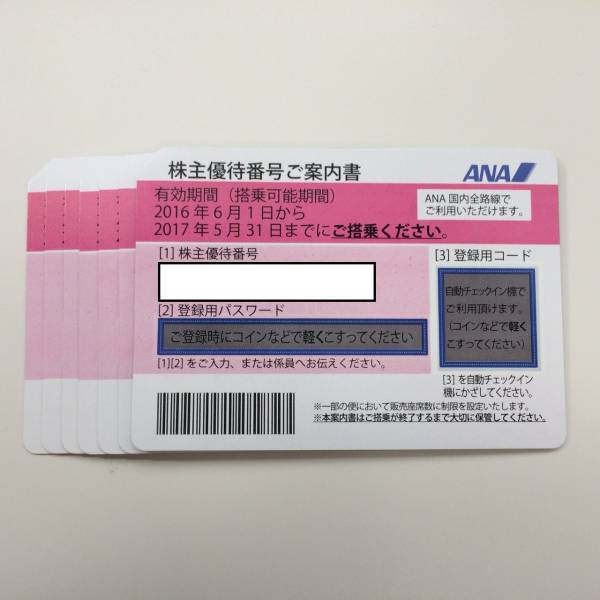 株主優待番号ご案内書
ANA
有効期間（搭乗可能期間）
2016年6月1日から
2017年5月31日までにご搭乗ください。
ANA 国内全路線で
ご利用いただけます。
[1] 株主優待番号
[2] 登録用パスワード
ご登録時にコインなどで軽くこすってください
[1][2] をご入力、または係員へお伝えください。
[3] 登録用コード
自動チェックイン機で
ご利用頂けます。
（コインなどで軽く
こすってください）
[3] を自動チェックイン
機にかざしてください。
※一部の便において販売座席数に制限を設定いたします。
※本案内書はご搭乗が終了するまで大切に保管してください。